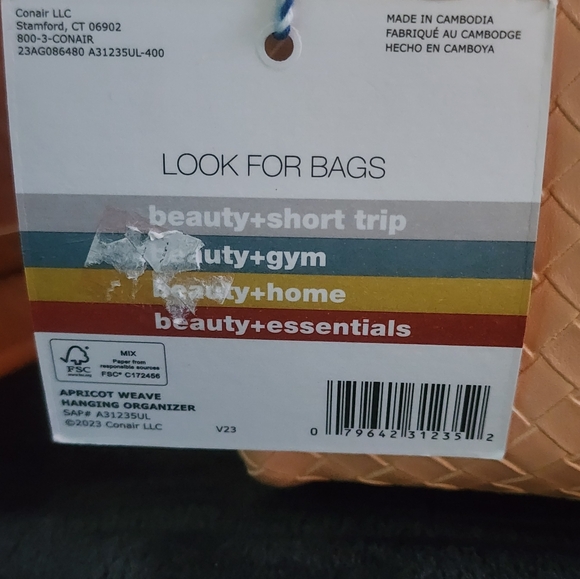 Conair LLC
Stamford, CT 06902
800-3-CONAIR
23AG086480 A31235UL-400
MADE IN CAMBODIA
FABRIQUÉ AU CAMBODGE
HECHO EN CAMBOYA
LOOK FOR BAGS
beauty+short trip
beauty+gym
beauty+home
beauty+essentials
FSC
MIX
Paper from
responsible sources
FSC® C172456
APRICOT WEAVE
HANGING ORGANIZER
SAP# A31235UL
©2023 Conair LLC
V23
0 79642 31235 2